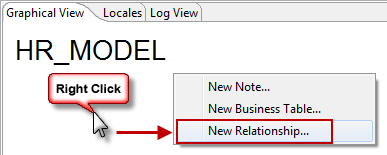 Graphical View Locales Log View
HR_MODEL
Right Click
New Note...
New Business Table...
New Relationship...